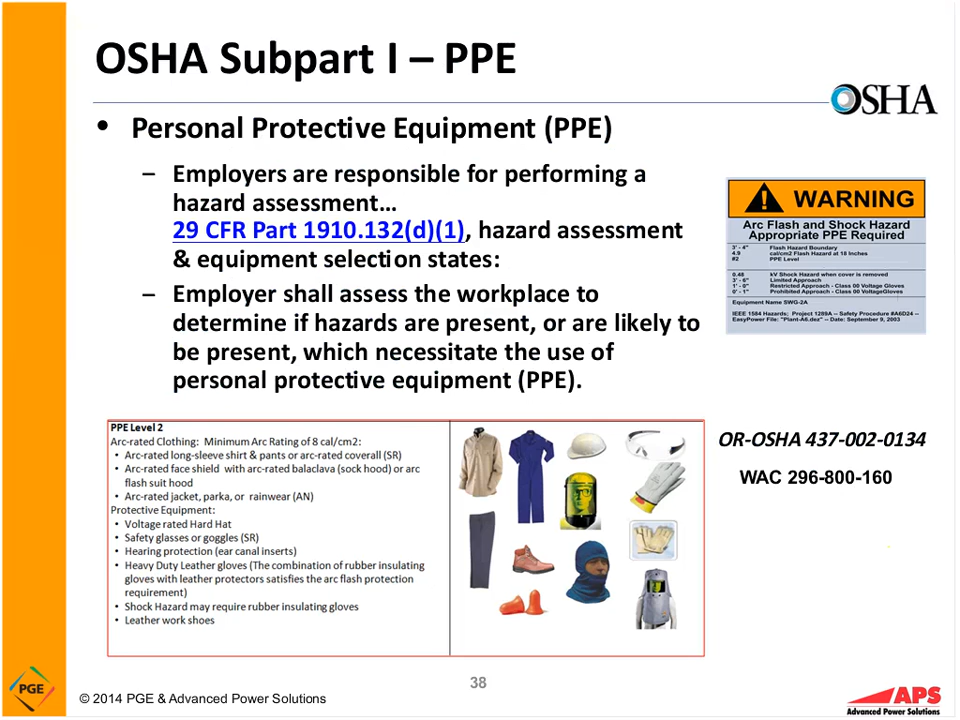 OSHA Subpart I – PPE
OSHA
• Personal Protective Equipment (PPE)
– Employers are responsible for performing a
hazard assessment…
29 CFR Part 1910.132(d)(1), hazard assessment
& equipment selection states:
– Employer shall assess the workplace to
determine if hazards are present, or are likely to
be present, which necessitate the use of
personal protective equipment (PPE).
WARNING
Arc Flash and Shock Hazard
Appropriate PPE Required
3' - 4" Flash Hazard Boundary
4.9 cal/cm2 Flash Hazard at 18 Inches
#2 PPE Level
0.48 kV Shock Hazard when cover is removed
3' - 6" Limited Approach
1' - 0" Restricted Approach - Class 00 Voltage Gloves
0' - 1" Prohibited Approach - Class 00 VoltageGloves
Equipment Name SWG-2A
IEEE 1584 Hazards; Project 1289A -- Safety Procedure #A6D24 --
EasyPower File: "Plant-A6.dez" -- Date: September 9, 2003
PPE Level 2
Arc-rated Clothing: Minimum Arc Rating of 8 cal/cm2:
• Arc-rated long-sleeve shirt & pants or arc-rated coverall (SR)
• Arc-rated face shield with arc-rated balaclava (sock hood) or arc
flash suit hood
• Arc-rated jacket, parka, or rainwear (AN)
Protective Equipment:
• Voltage rated Hard Hat
• Safety glasses or goggles (SR)
• Hearing protection (ear canal inserts)
• Heavy Duty Leather gloves (The combination of rubber insulating
gloves with leather protectors satisfies the arc flash protection
requirement)
• Shock Hazard may require rubber insulating gloves
• Leather work shoes
OR-OSHA 437-002-0134
WAC 296-800-160
PGE
© 2014 PGE & Advanced Power Solutions
38
APS
Advanced Power Solutions